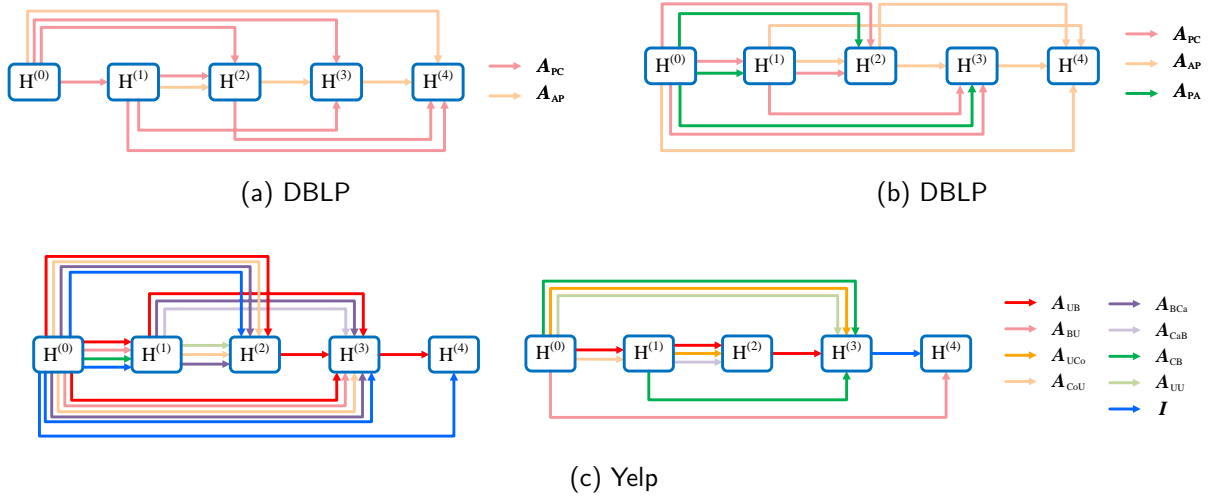 H(0) H(1) H(2) H(3) H(4)
A_PC
A_AP
(a) DBLP
H(0) H(1) H(2) H(3) H(4)
A_PC
A_AP
A_PA
(b) DBLP
H(0) H(1) H(2) H(3) H(4)
H(0) H(1) H(2) H(3) H(4)
A_UB A_BCa
A_BU A_CaB
A_UCo A_CB
A_CoU A_UU
I
(c) Yelp